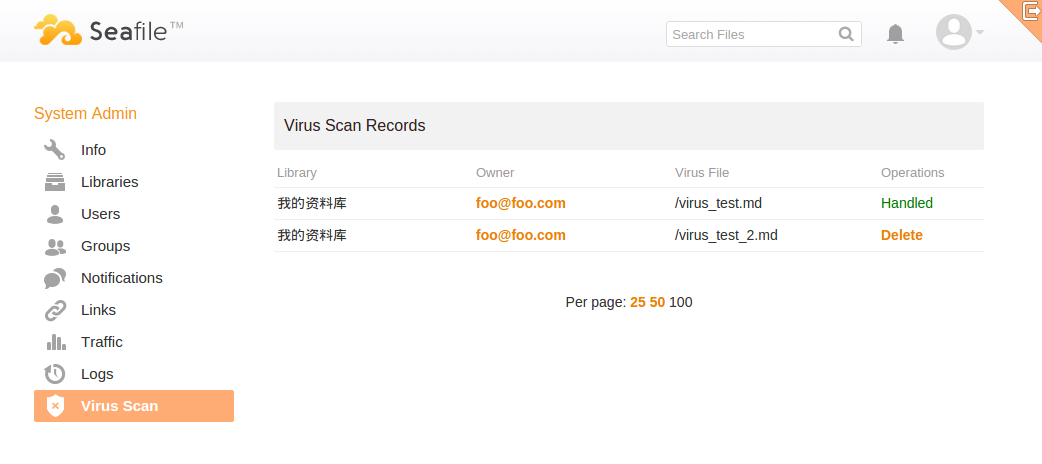 Seafile™
Search Files
System Admin
Info
Libraries
Users
Groups
Notifications
Links
Traffic
Logs
Virus Scan
Virus Scan Records
Library Owner Virus File Operations
我的资料库 foo@foo.com /virus_test.md Handled
我的资料库 foo@foo.com /virus_test_2.md Delete
Per page: 25 50 100